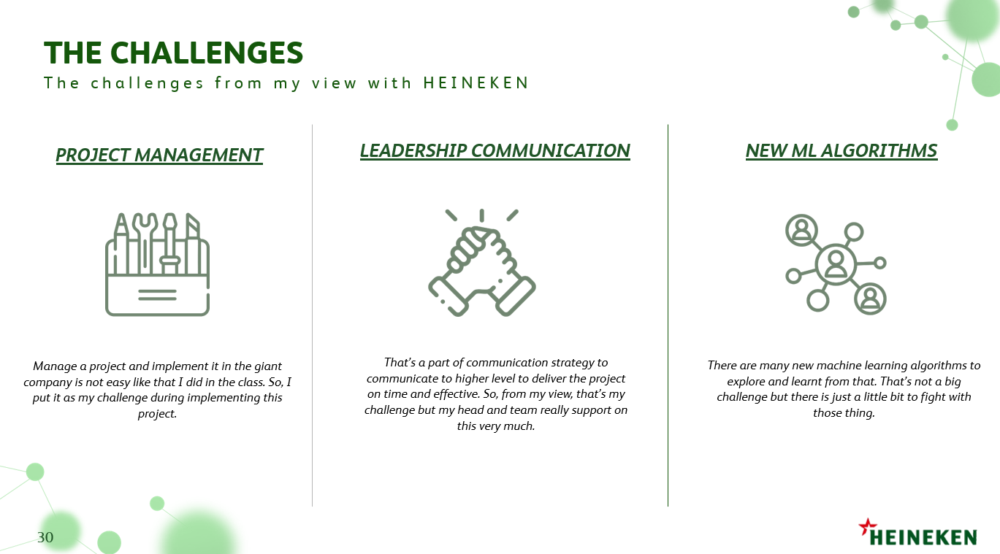 THE CHALLENGES
The challenges from my view with HEINEKEN
PROJECT MANAGEMENT
Manage a project and implement it in the giant
company is not easy like that I did in the class. So, I
put it as my challenge during implementing this
project.
LEADERSHIP COMMUNICATION
That's a part of communication strategy to
communicate to higher level to deliver the project
on time and effective. So, from my view, that's my
challenge but my head and team really support on
this very much.
NEW ML ALGORITHMS
There are many new machine learning algorithms to
explore and learnt from that. That's not a big
challenge but there is just a little bit to fight with
those thing.
30
HEINEKEN